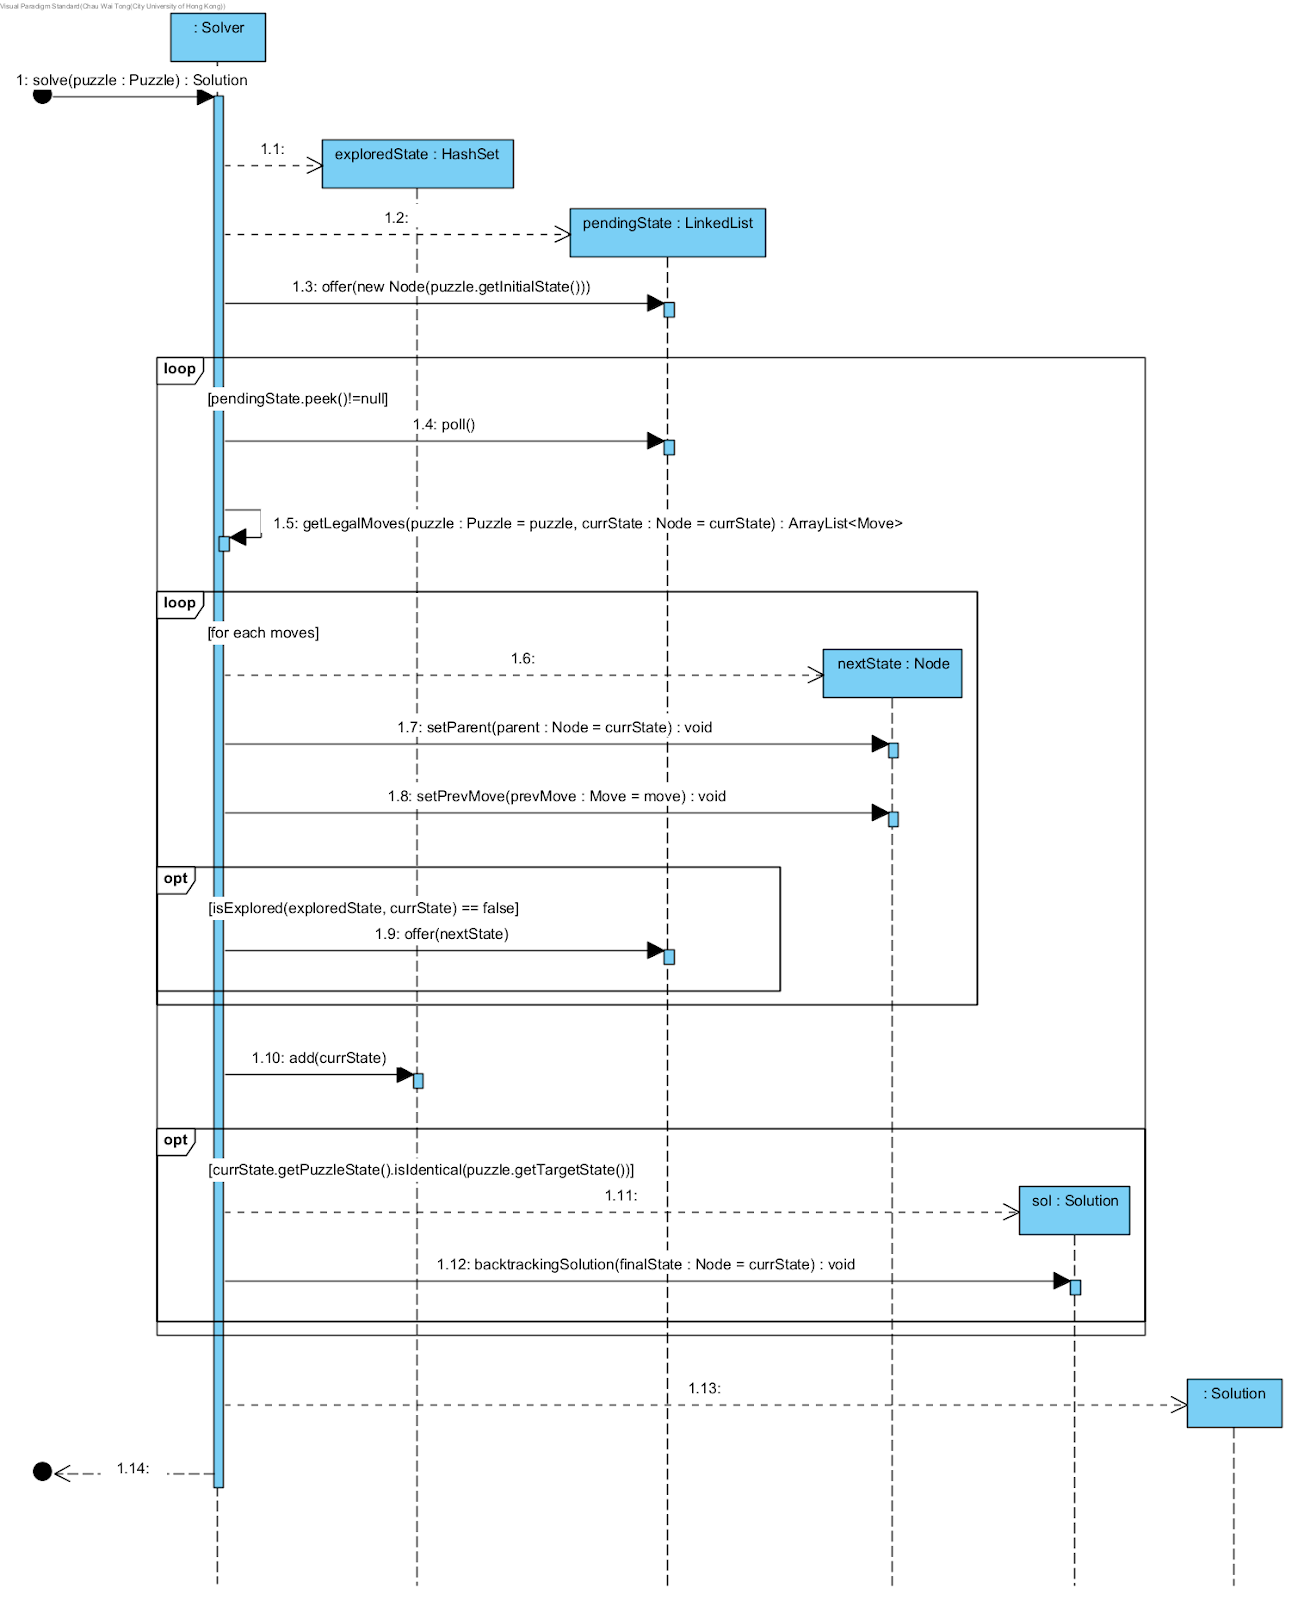 Visual Paradigm Standard(Chau Wai Tong(City University of Hong Kong))
: Solver
1: solve(puzzle : Puzzle) : Solution
1.1:
exploredState : HashSet
1.2:
pendingState : LinkedList
1.3: offer(new Node(puzzle.getInitialState()))
loop
[pendingState.peek()!=null]
1.4: poll()
1.5: getLegalMoves(puzzle : Puzzle = puzzle, currState : Node = currState) : ArrayList<Move>
loop
[for each moves]
1.6:
nextState : Node
1.7: setParent(parent : Node = currState) : void
1.8: setPrevMove(prevMove : Move = move) : void
opt
[isExplored(exploredState, currState) == false]
1.9: offer(nextState)
1.10: add(currState)
opt
[currState.getPuzzleState().isIdentical(puzzle.getTargetState())]
1.11:
sol : Solution
1.12: backtrackingSolution(finalState : Node = currState) : void
1.13:
: Solution
1.14: